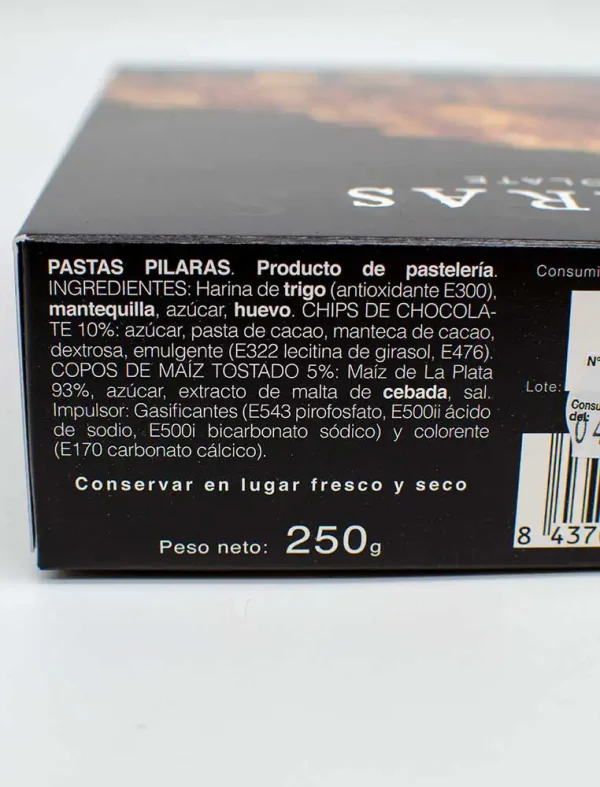 PASTAS PILARAS. Producto de pastelería.
INGREDIENTES: Harina de trigo (antioxidante E300),
mantequilla, azúcar, huevo. CHIPS DE CHOCOLA-
TE 10%: azúcar, pasta de cacao, manteca de cacao,
dextrosa, emulgente (E322 lecitina de girasol, E476).
COPOS DE MAÍZ TOSTADO 5%: Maíz de La Plata
93%, azúcar, extracto de malta de cebada, sal.
Impulsor: Gasificantes (E543 pirofosfato, E500ii ácido
de sodio, E500i bicarbonato sódico) y colorente
(E170 carbonato cálcico).
Conservar en lugar fresco y seco
Peso neto: 250g
Nº
Lote:
8 437